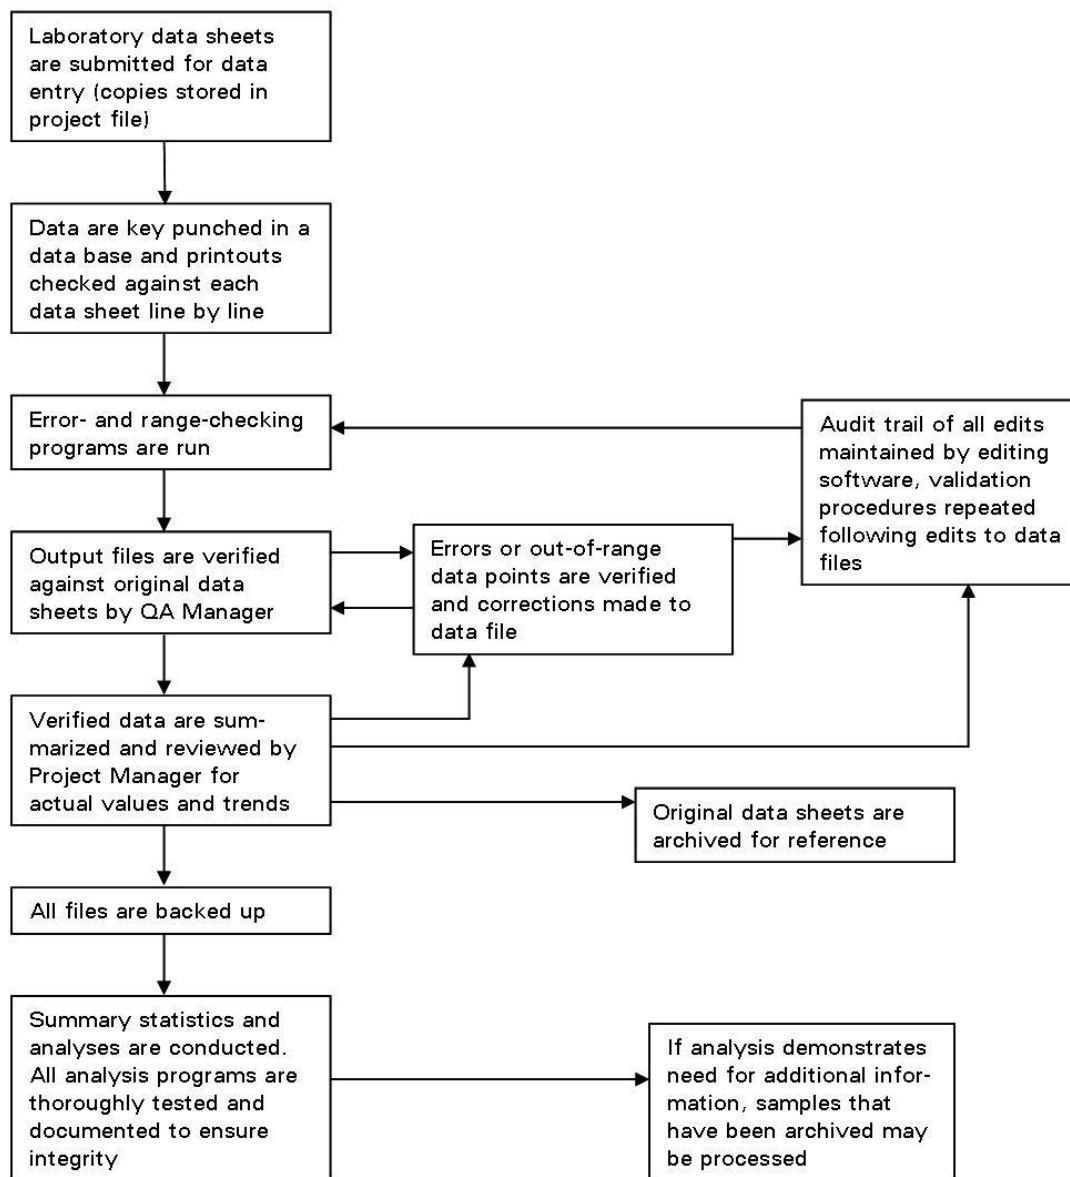 Laboratory data sheets
are submitted for data
entry (copies stored in
project file)
Data are key punched in a
data base and printouts
checked against each
data sheet line by line
Error- and range-checking
programs are run
Audit trail of all edits
maintained by editing
software, validation
procedures repeated
following edits to data
files
Output files are verified
against original data
sheets by QA Manager
Errors or out-of-range
data points are verified
and corrections made to
data file
Verified data are sum-
marized and reviewed by
Project Manager for
actual values and trends
Original data sheets are
archived for reference
All files are backed up
Summary statistics and
analyses are conducted.
All analysis programs are
thoroughly tested and
documented to ensure
integrity
If analysis demonstrates
need for additional infor-
mation, samples that
have been archived may
be processed